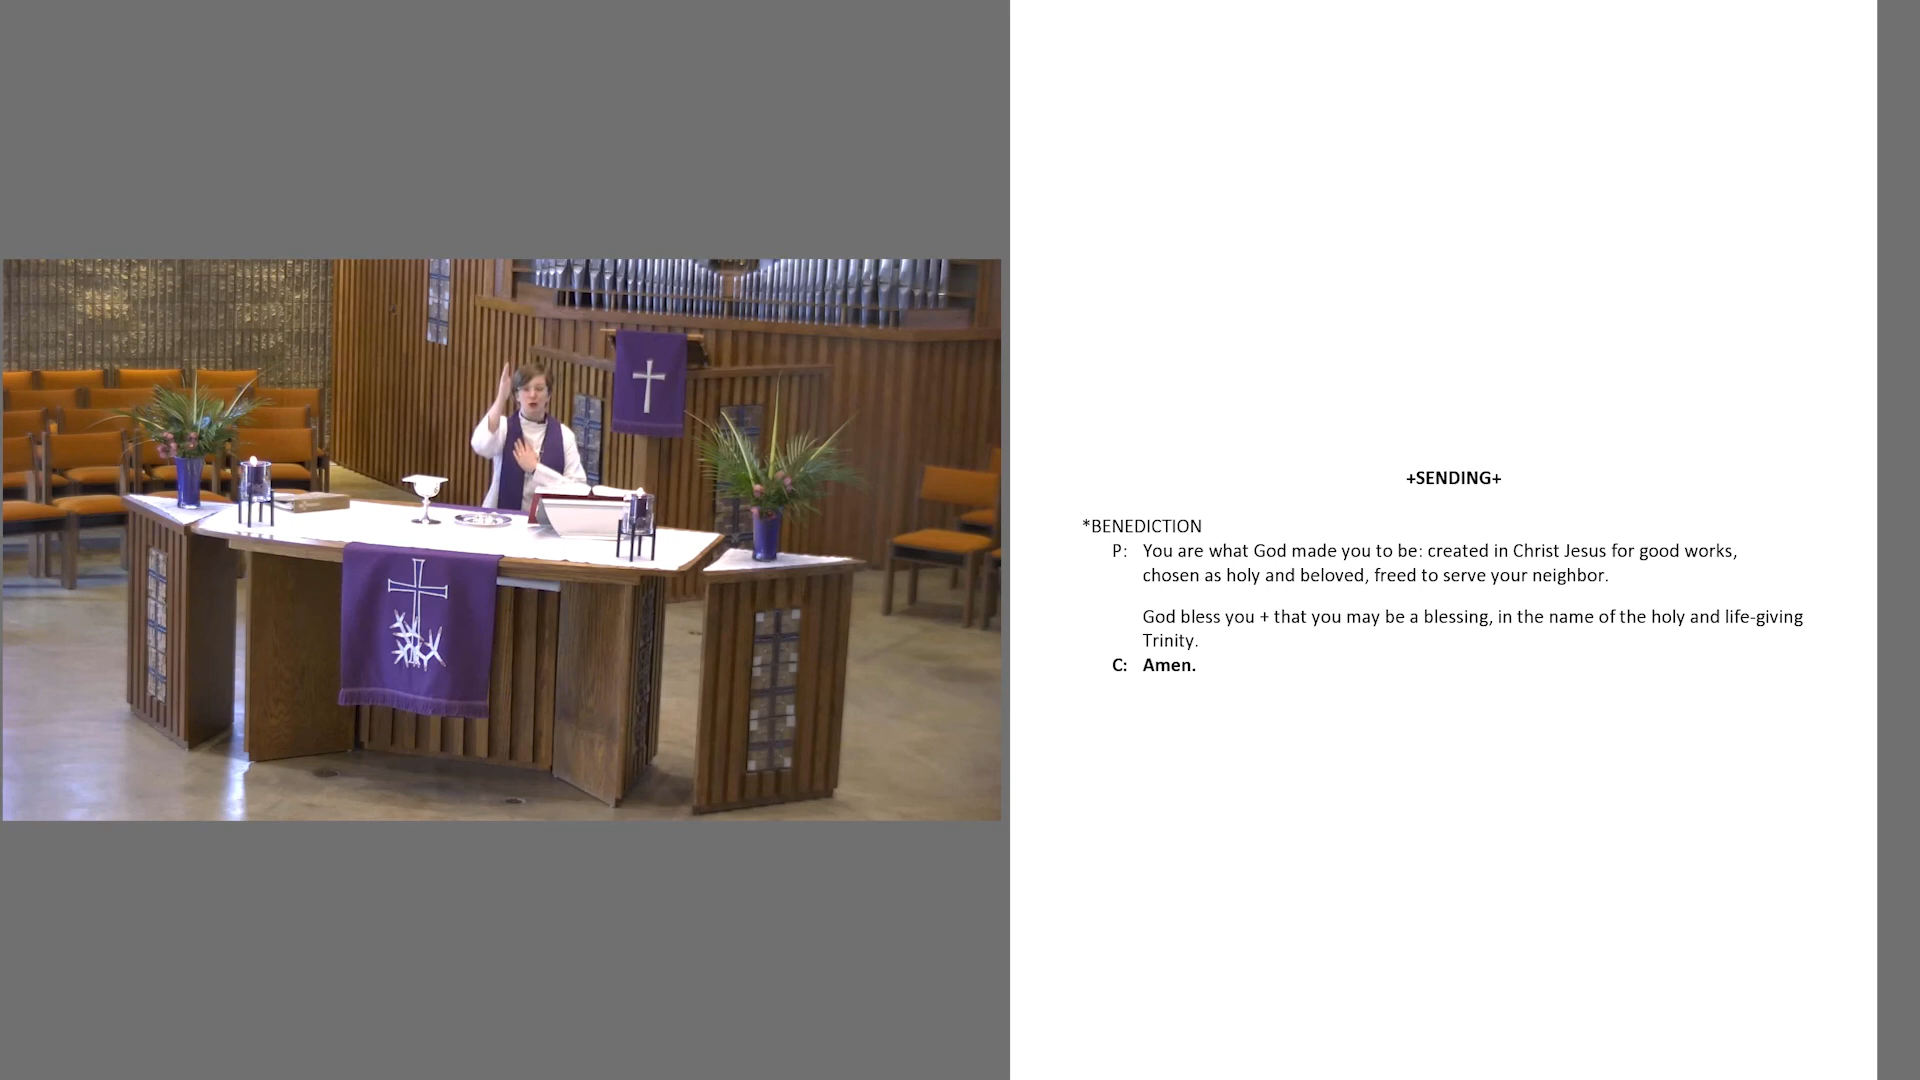 +SENDING+
*BENEDICTION
P: You are what God made you to be: created in Christ Jesus for good works,
chosen as holy and beloved, freed to serve your neighbor.
God bless you + that you may be a blessing, in the name of the holy and life-giving
Trinity.
C: Amen.